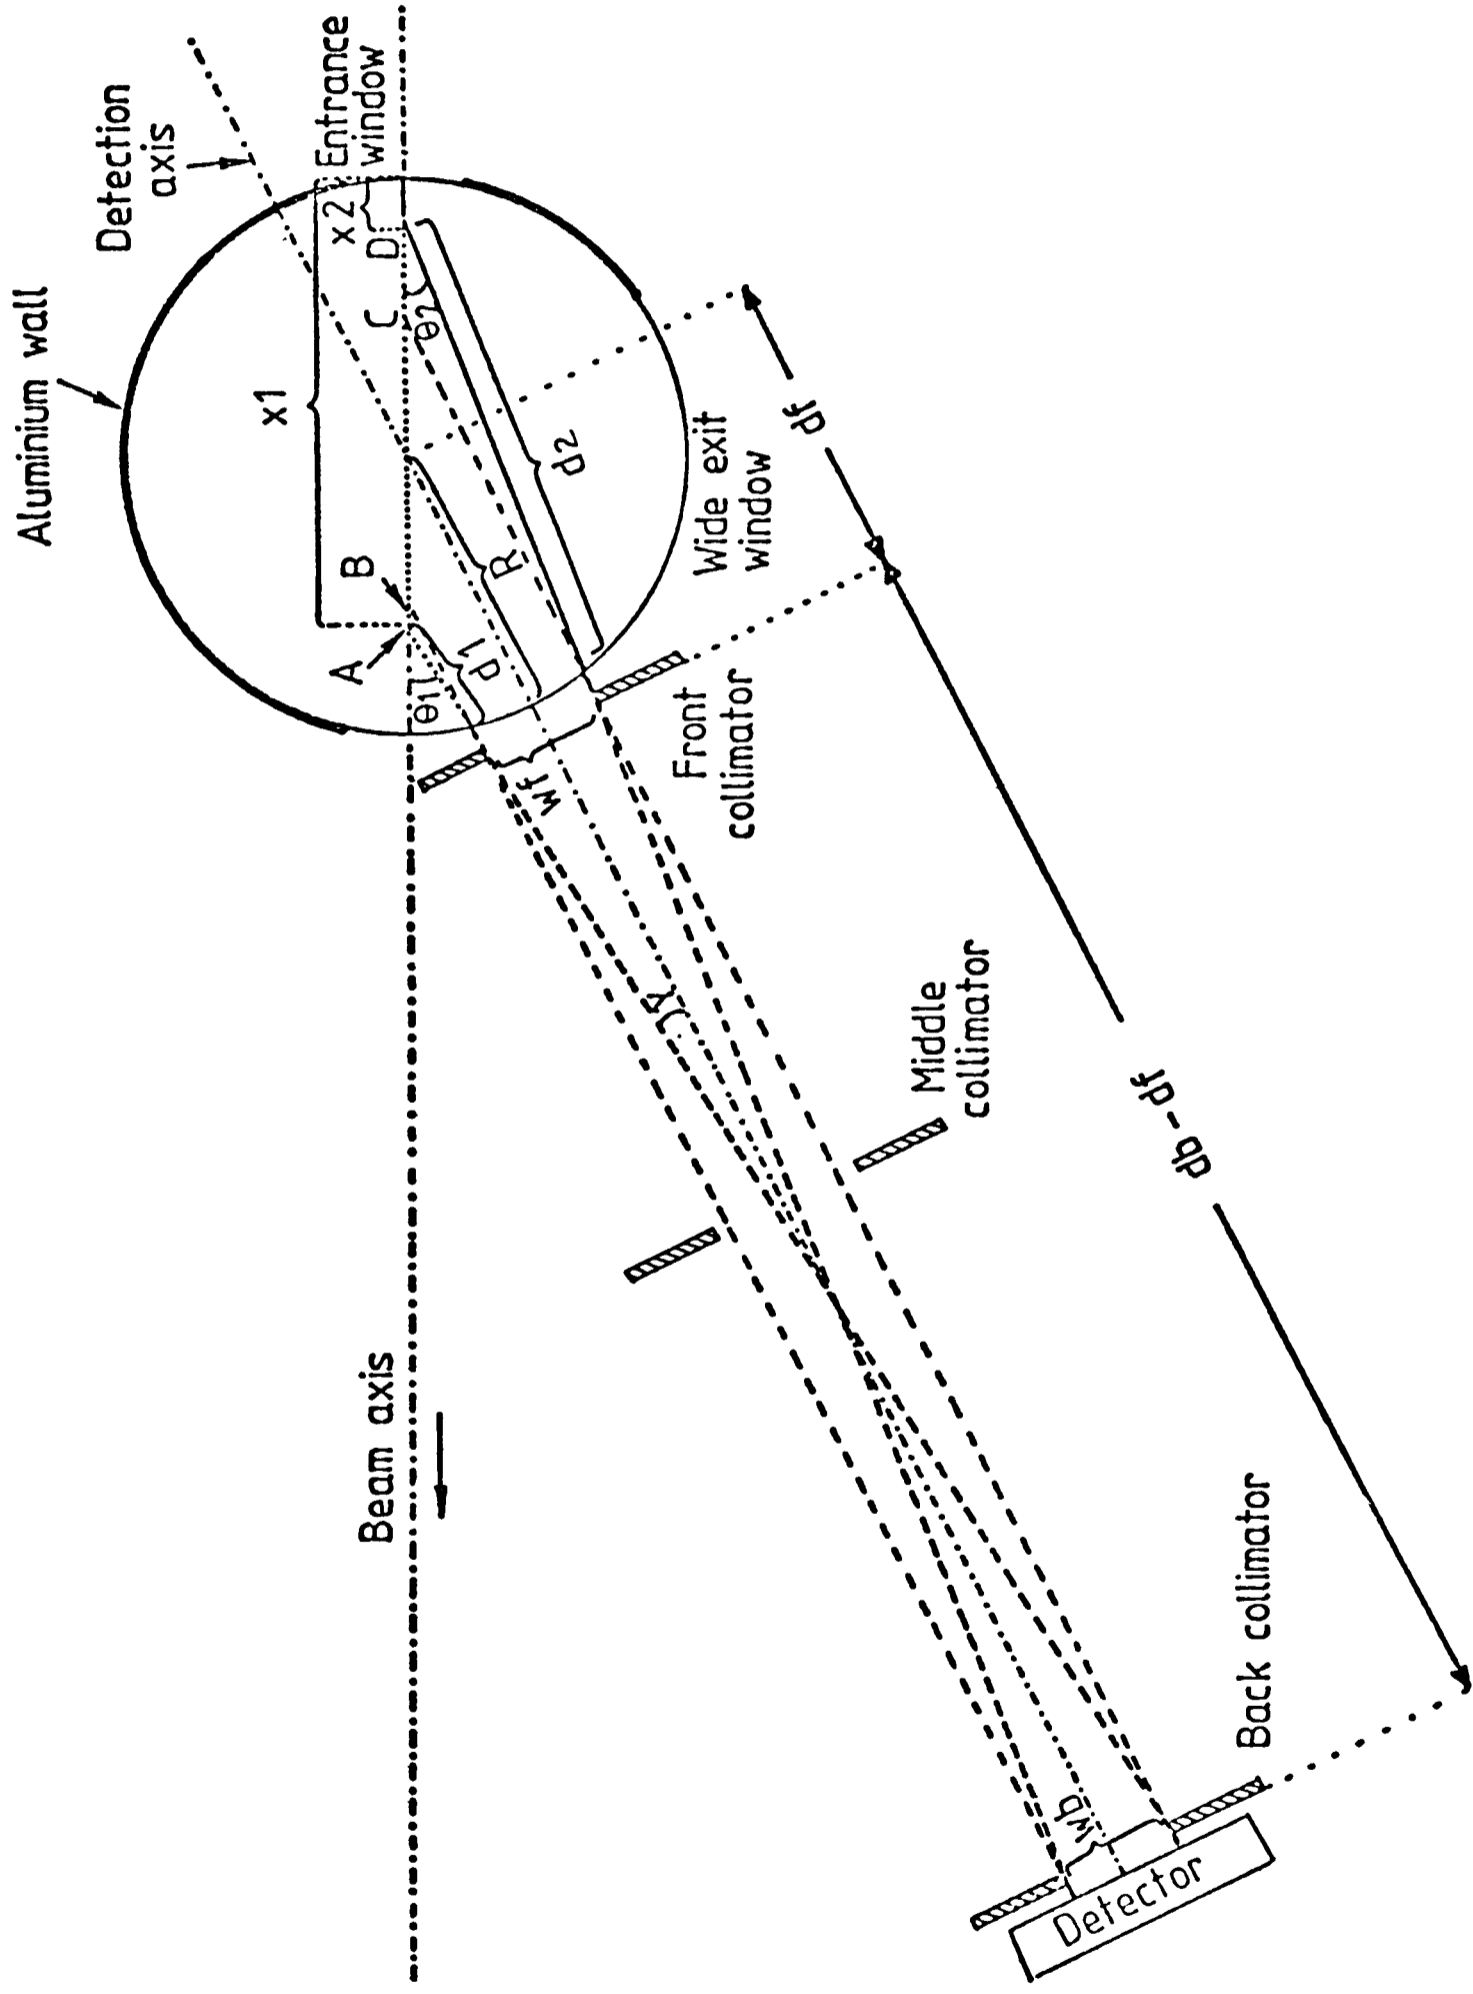 Aluminium wall
Detection
axis
Entrance
window
x1
x2
A
B
C
D
θ1
θ2
d1
R
d2
Wide exit
window
df
wf
Front
collimator
γ
Beam axis
Middle
collimator
db-df
wb
Detector
Back collimator